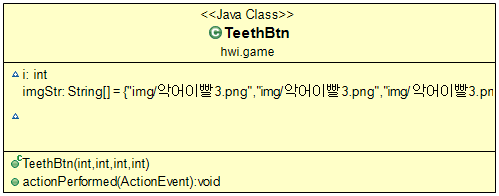 <<Java Class>>
TeethBtn
hwi.game
i: int
imgStr: String[] = {"img/악어이빨3.png","img/악어이빨3.png","img/악어이빨3.pn
TeethBtn(int,int,int,int)
actionPerformed(ActionEvent):void